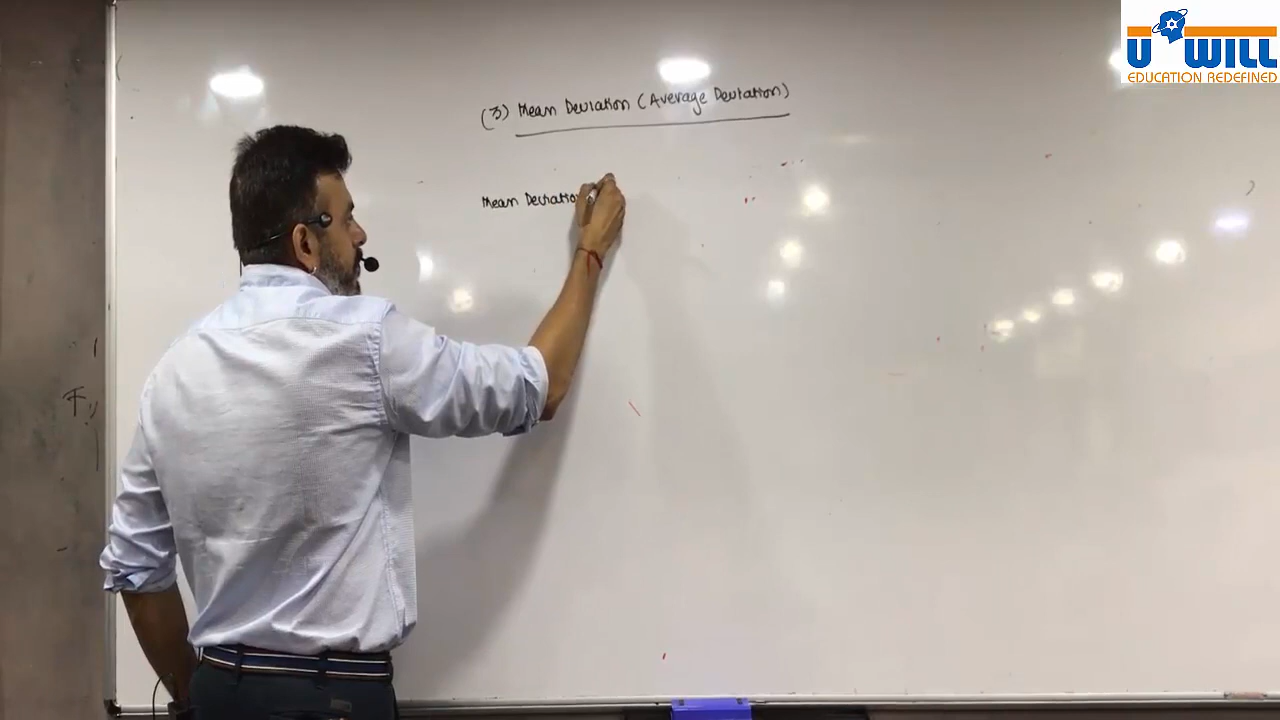 U WILL
EDUCATION REDEFINED
(3) Mean Deviation (Average Deviation)
Mean Deviation